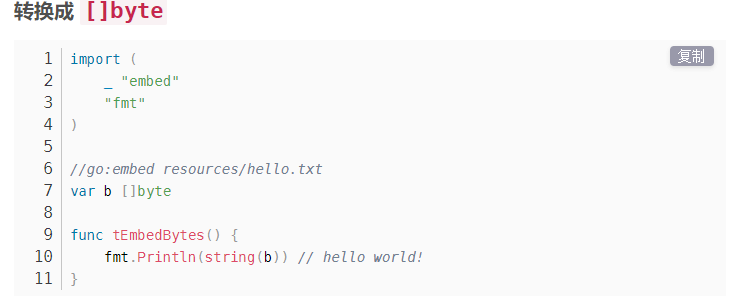 转换成 []byte
复制
1 import (
2     _ "embed"
3     "fmt"
4 )
5
6 //go:embed resources/hello.txt
7 var b []byte
8
9 func tEmbedBytes() {
10     fmt.Println(string(b)) // hello world!
11 }